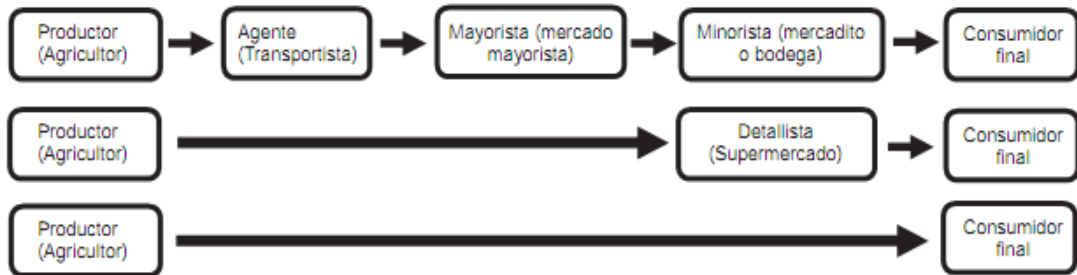 Productor
(Agricultor)
Agente
(Transportista)
Mayorista (mercado
mayorista)
Minorista (mercadito
o bodega)
Consumidor
final
Productor
(Agricultor)
Detallista
(Supermercado)
Consumidor
final
Productor
(Agricultor)
Consumidor
final